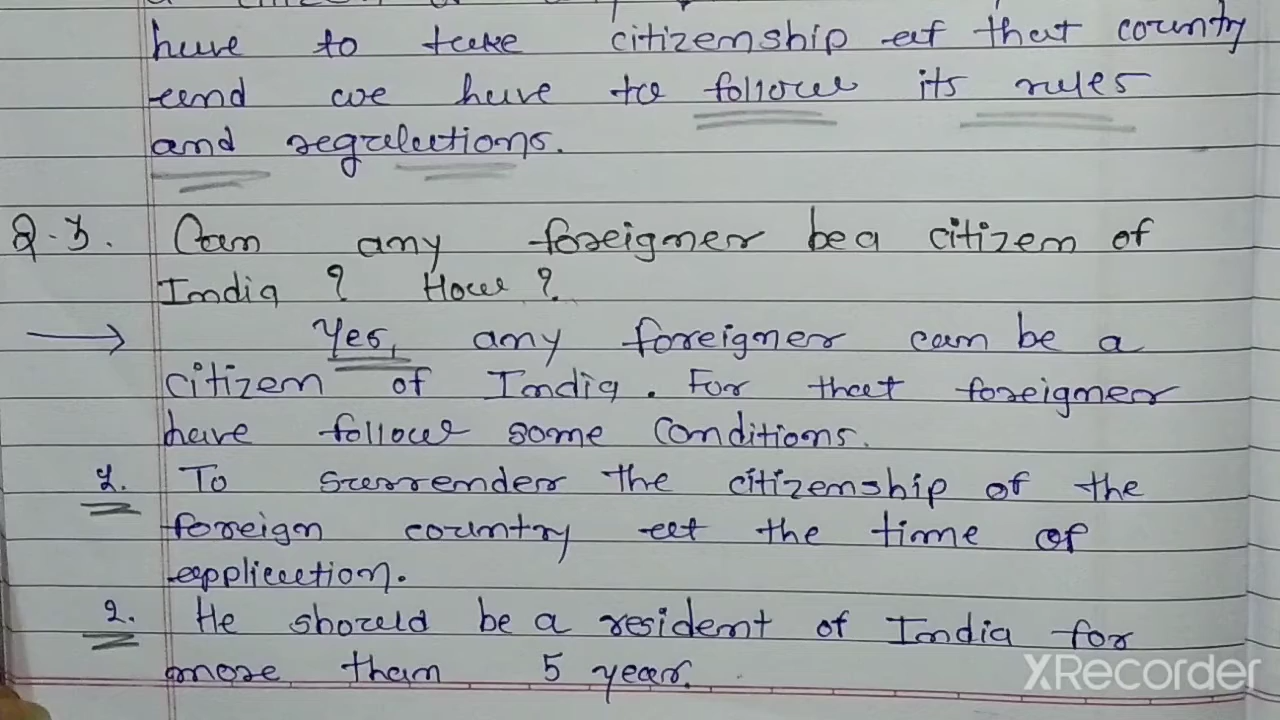 have to take citizenship at that country
and we have to follow its rules
and regulations.
Q.3. Can any foreigner be a citizen of
India ? How ?
→ Yes, any foreigner can be a
citizen of India. For that foreigner
have follow some conditions.
1. To surrender the citizenship of the
foreign country at the time of
application.
2. He should be a resident of India for
more than 5 year.
XRecorder